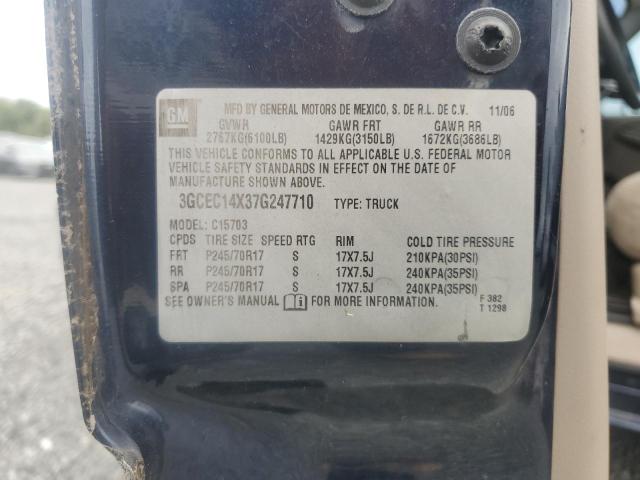 GM MFD BY GENERAL MOTORS DE MEXICO, S. DE R.L. DE C.V. 11/06
GVWR GAWR FRT GAWR RR
2767KG(6100LB) 1429KG(3150LB) 1672KG(3686LB)
THIS VEHICLE CONFORMS TO ALL APPLICABLE U.S. FEDERAL MOTOR
VEHICLE SAFETY STANDARDS IN EFFECT ON THE DATE OF
MANUFACTURE SHOWN ABOVE.
3GCEC14X37G247710 TYPE: TRUCK
MODEL: C15703
CPDS TIRE SIZE SPEED RTG RIM COLD TIRE PRESSURE
FRT P245/70R17 S 17X7.5J 210KPA(30PSI)
RR P245/70R17 S 17X7.5J 240KPA(35PSI)
SPA P245/70R17 S 17X7.5J 240KPA(35PSI)
SEE OWNER'S MANUAL FOR MORE INFORMATION. F 382
T 1298